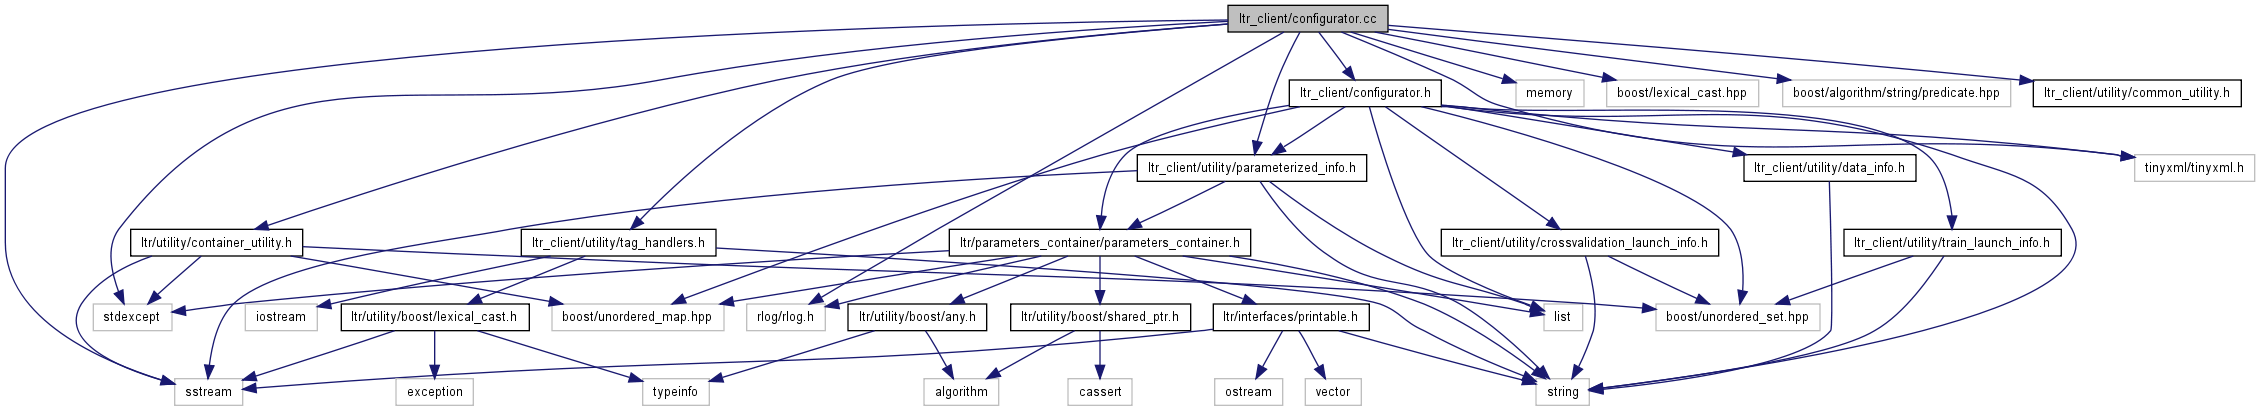 ltr_client/configurator.cc
ltr_client/configurator.h
memory
boost/lexical_cast.hpp
boost/algorithm/string/predicate.hpp
ltr_client/utility/common_utility.h
ltr_client/utility/parameterized_info.h
ltr_client/utility/data_info.h
tinyxml/tinyxml.h
ltr/utility/container_utility.h
ltr_client/utility/tag_handlers.h
ltr/parameters_container/parameters_container.h
ltr_client/utility/crossvalidation_launch_info.h
ltr_client/utility/train_launch_info.h
stdexcept
iostream
ltr/utility/boost/lexical_cast.h
boost/unordered_map.hpp
rlog/rlog.h
ltr/utility/boost/any.h
ltr/utility/boost/shared_ptr.h
ltr/interfaces/printable.h
list
boost/unordered_set.hpp
sstream
exception
typeinfo
algorithm
cassert
ostream
vector
string